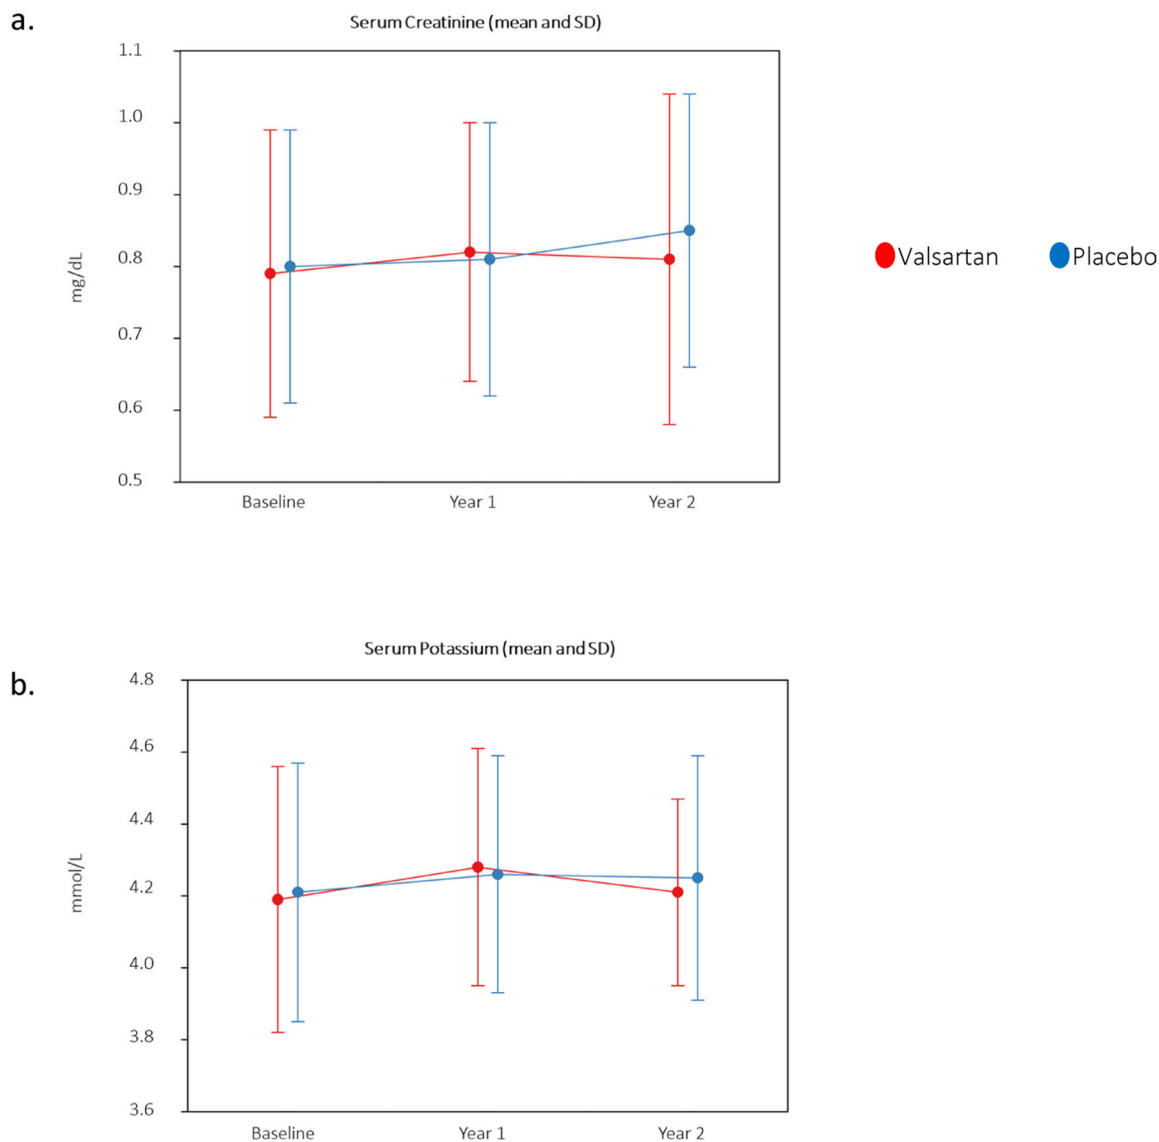 a.
Serum Creatinine (mean and SD)
1.1
1.0
0.9
0.8
0.7
0.6
0.5
mg/dL
Baseline Year 1 Year 2
Valsartan Placebo
b.
Serum Potassium (mean and SD)
4.8
4.6
4.4
4.2
4.0
3.8
3.6
mmol/L
Baseline Year 1 Year 2